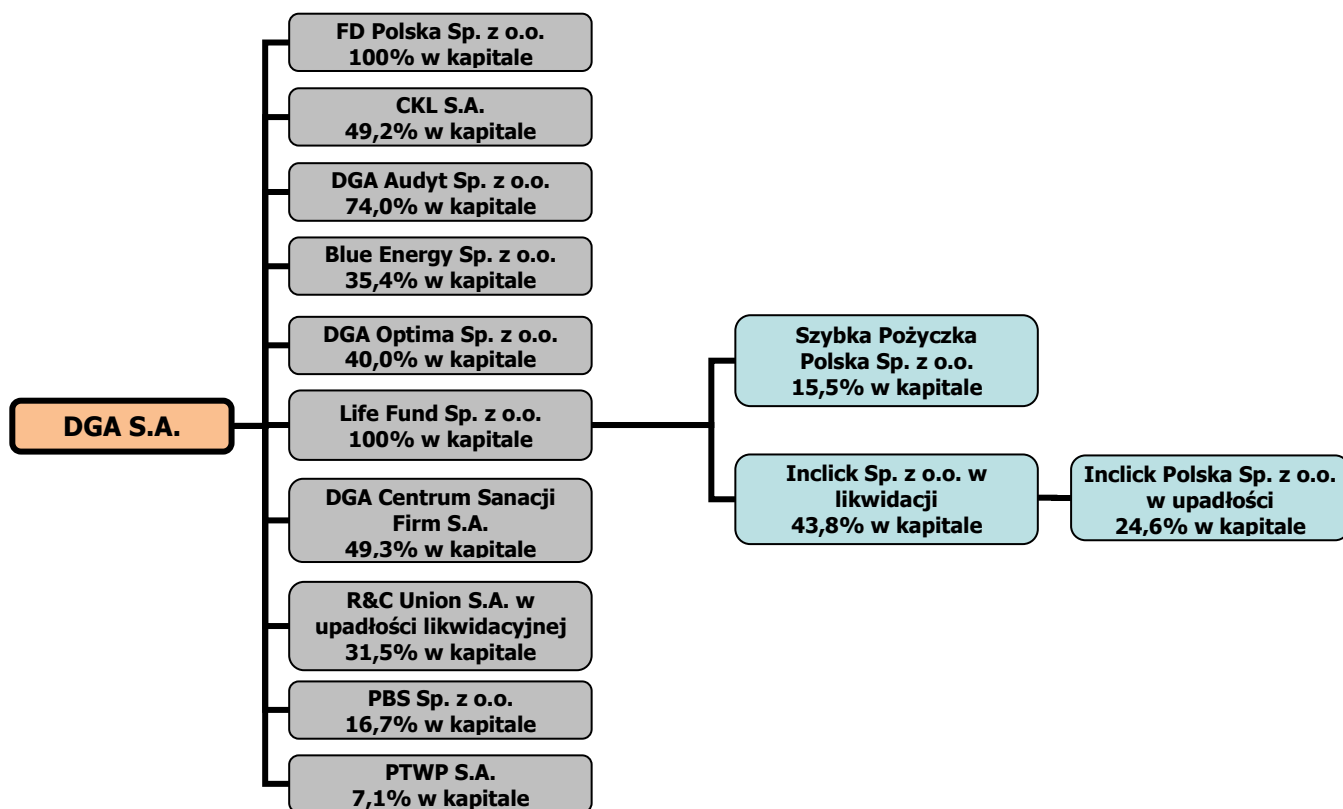 DGA S.A.
FD Polska Sp. z o.o.
100% w kapitale
CKL S.A.
49,2% w kapitale
DGA Audyt Sp. z o.o.
74,0% w kapitale
Blue Energy Sp. z o.o.
35,4% w kapitale
DGA Optima Sp. z o.o.
40,0% w kapitale
Life Fund Sp. z o.o.
100% w kapitale
DGA Centrum Sanacji
Firm S.A.
49,3% w kapitale
R&C Union S.A. w
upadłości likwidacyjnej
31,5% w kapitale
PBS Sp. z o.o.
16,7% w kapitale
PTWP S.A.
7,1% w kapitale
Szybka Pożyczka
Polska Sp. z o.o.
15,5% w kapitale
Inclick Sp. z o.o. w
likwidacji
43,8% w kapitale
Inclick Polska Sp. z o.o.
w upadłości
24,6% w kapitale